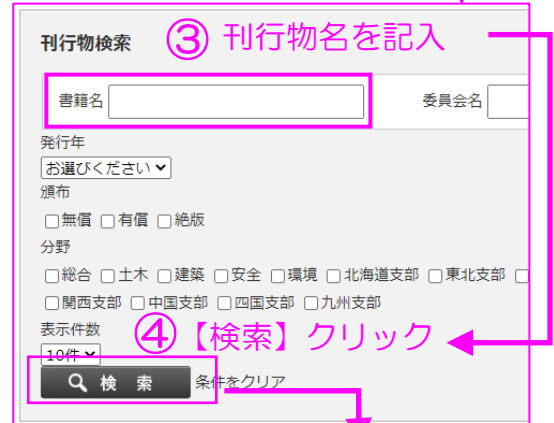 刊行物検索 ③ 刊行物名を記入
書籍名 委員会名
発行年
お選びください
頒布
無償 有償 絶版
分野
総合 土木 建築 安全 環境 北海道支部 東北支部
関西支部 中国支部 四国支部 九州支部
表示件数
10件
④【検索】クリック
検 索 条件をクリア